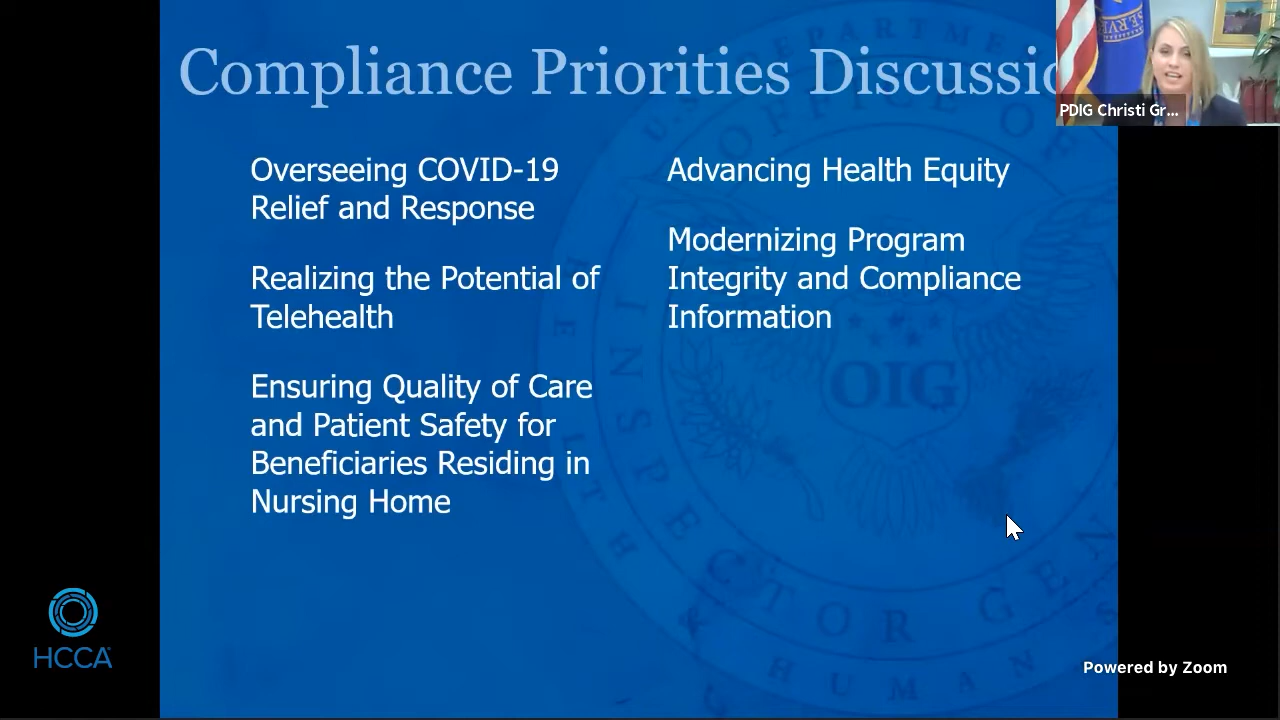 Compliance Priorities Discussio
PDIG Christi Gr...
Overseeing COVID-19
Relief and Response
Realizing the Potential of
Telehealth
Ensuring Quality of Care
and Patient Safety for
Beneficiaries Residing in
Nursing Home
Advancing Health Equity
Modernizing Program
Integrity and Compliance
Information
OIG
HCCA
Powered by Zoom